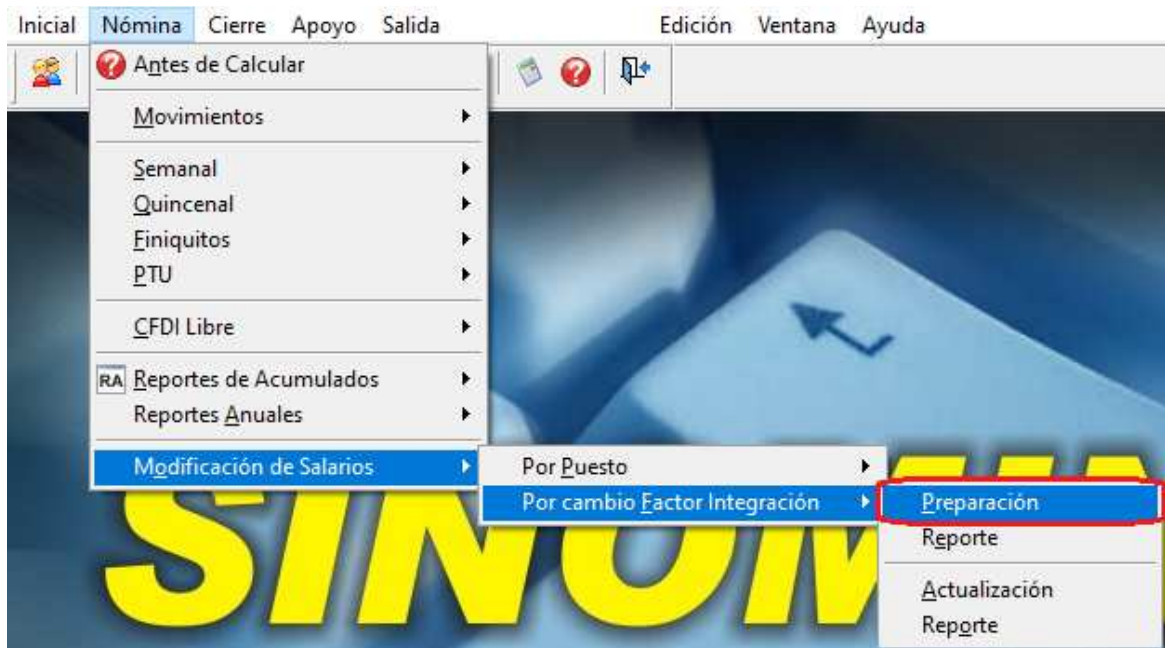 Inicial Nómina Cierre Apoyo Salida Edición Ventana Ayuda
Antes de Calcular
Movimientos
Semanal
Quincenal
Finiquitos
PTU
CFDI Libre
RA Reportes de Acumulados
Reportes Anuales
Modificación de Salarios
Por Puesto
Por cambio Factor Integración
Preparación
Reporte
Actualización
Reporte